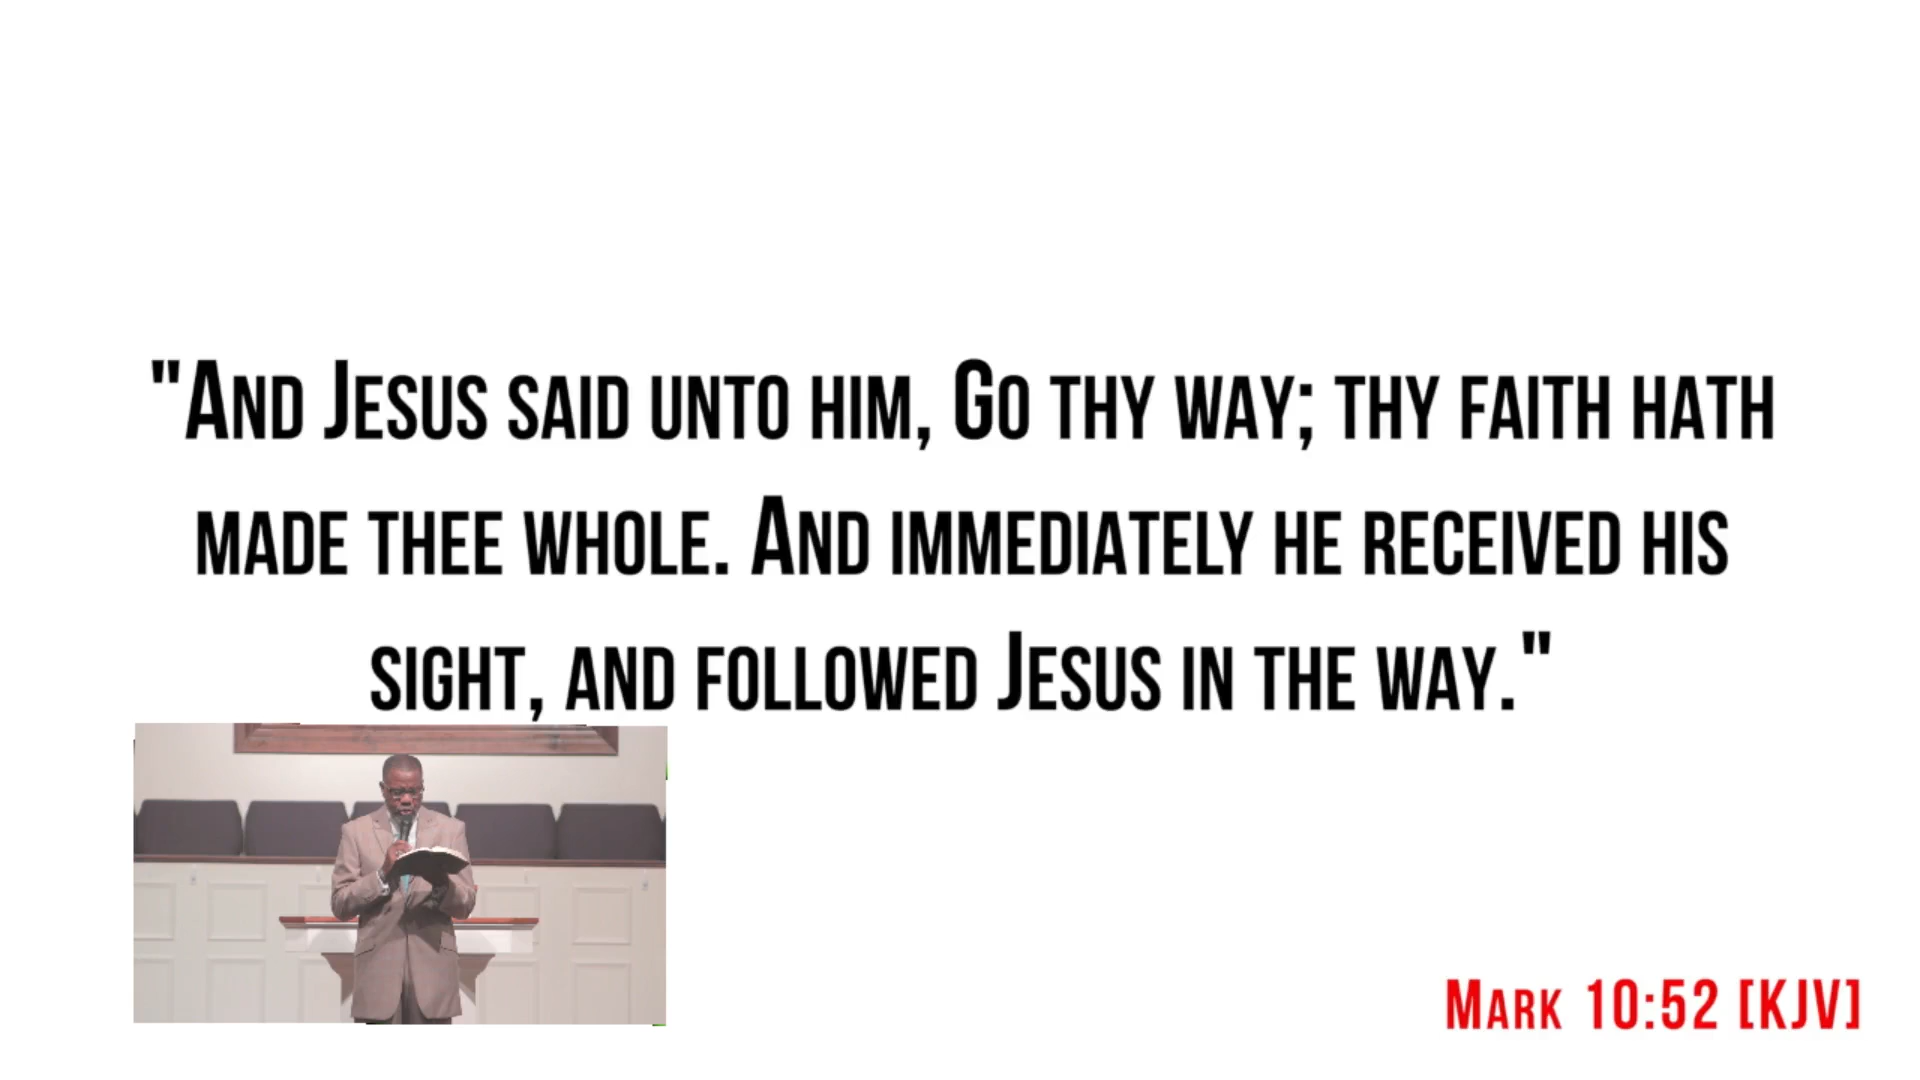 "And Jesus said unto him, Go thy way; thy faith hath
made thee whole. And immediately he received his
sight, and followed Jesus in the way."
Mark 10:52 [KJV]